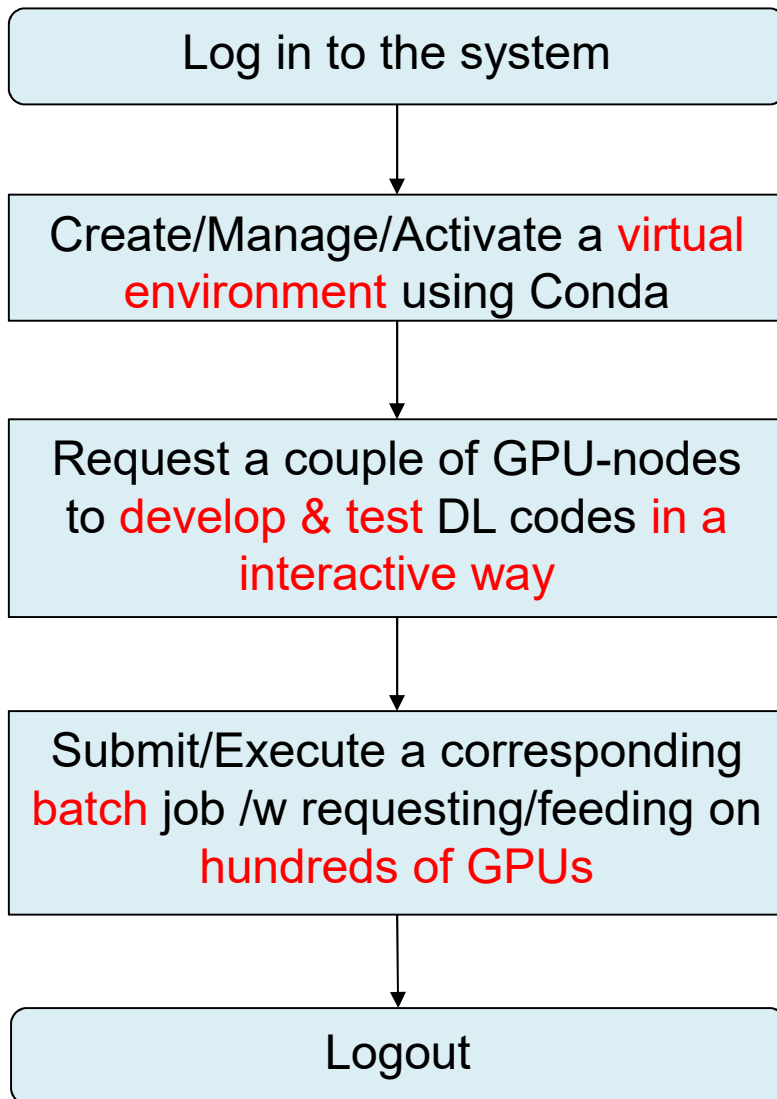 Log in to the system
Create/Manage/Activate a virtual
environment using Conda
Request a couple of GPU-nodes
to develop & test DL codes in a
interactive way
Submit/Execute a corresponding
batch job /w requesting/feeding on
hundreds of GPUs
Logout